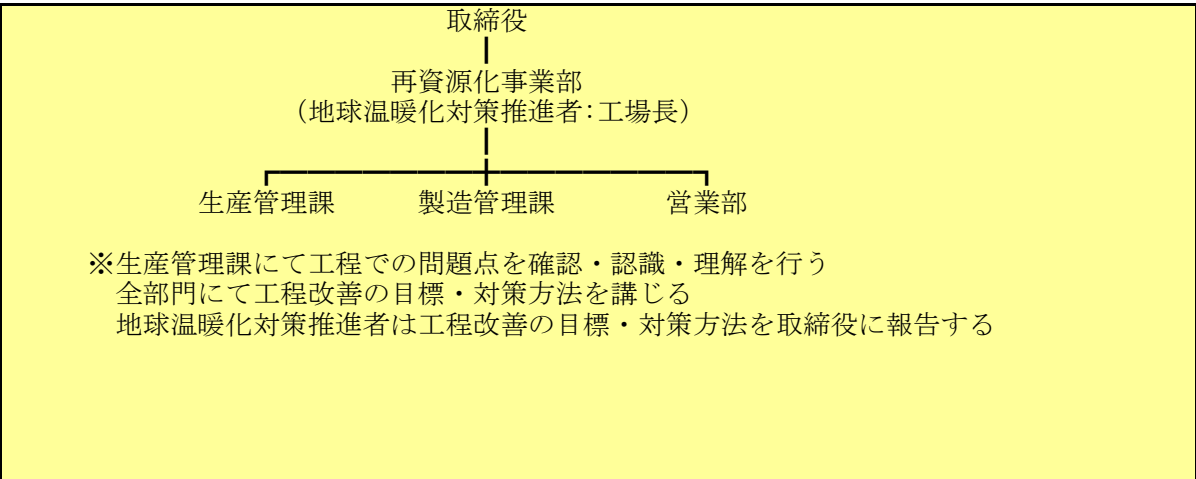 取締役
再資源化事業部
(地球温暖化対策推進者:工場長)
生産管理課 製造管理課 営業部
※生産管理課にて工程での問題点を確認・認識・理解を行う
全部門にて工程改善の目標・対策方法を講じる
地球温暖化対策推進者は工程改善の目標・対策方法を取締役に報告する